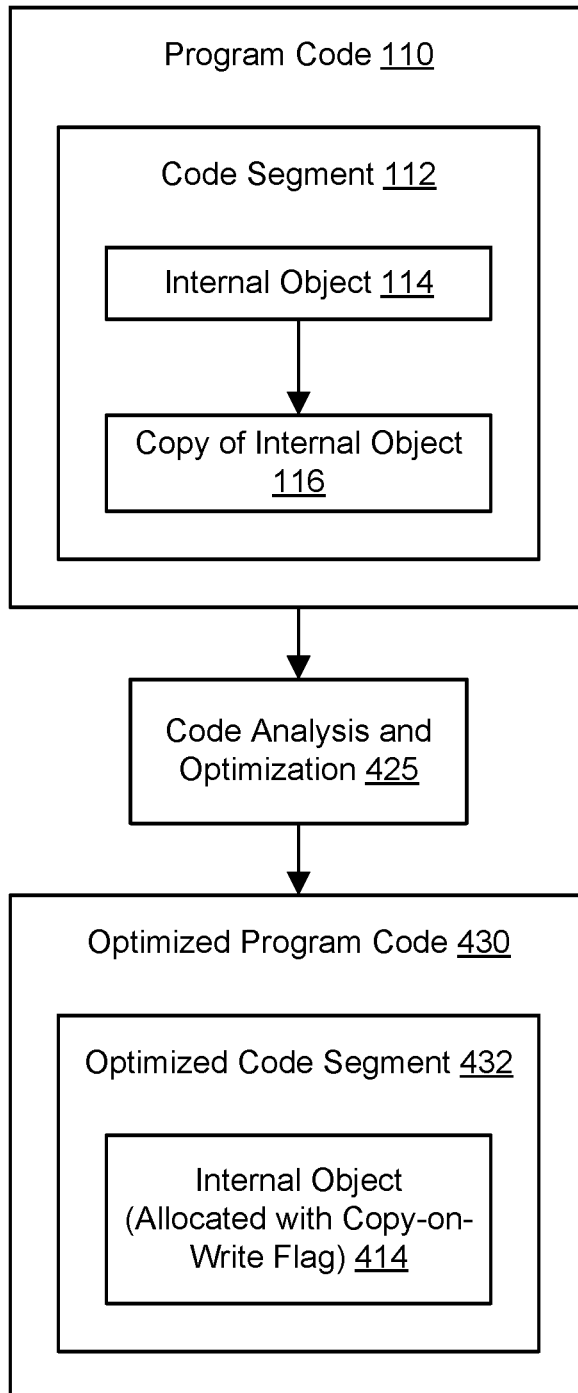 Program Code 110
Code Segment 112
Internal Object 114
Copy of Internal Object
116
Code Analysis and
Optimization 425
Optimized Program Code 430
Optimized Code Segment 432
Internal Object
(Allocated with Copy-on-
Write Flag) 414